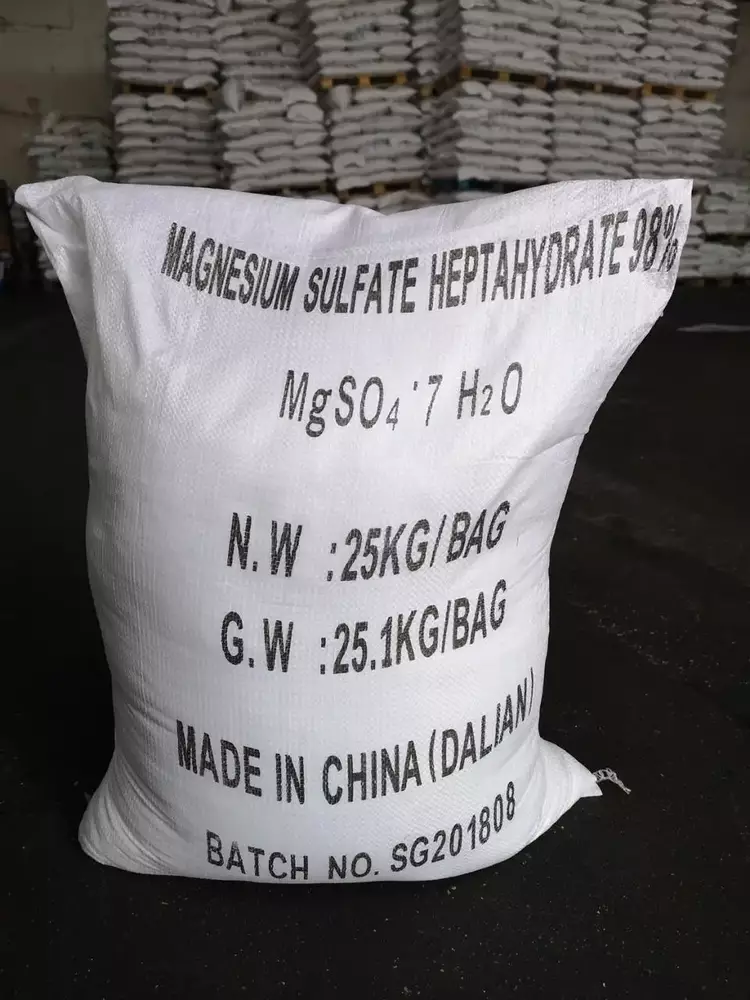 MAGNESIUM SULFATE HEPTAHYDRATE 98%
MgSO₄·7 H₂O
N.W :25KG/BAG
G.W :25.1KG/BAG
MADE IN CHINA(DALIAN)
BATCH NO. SG201808